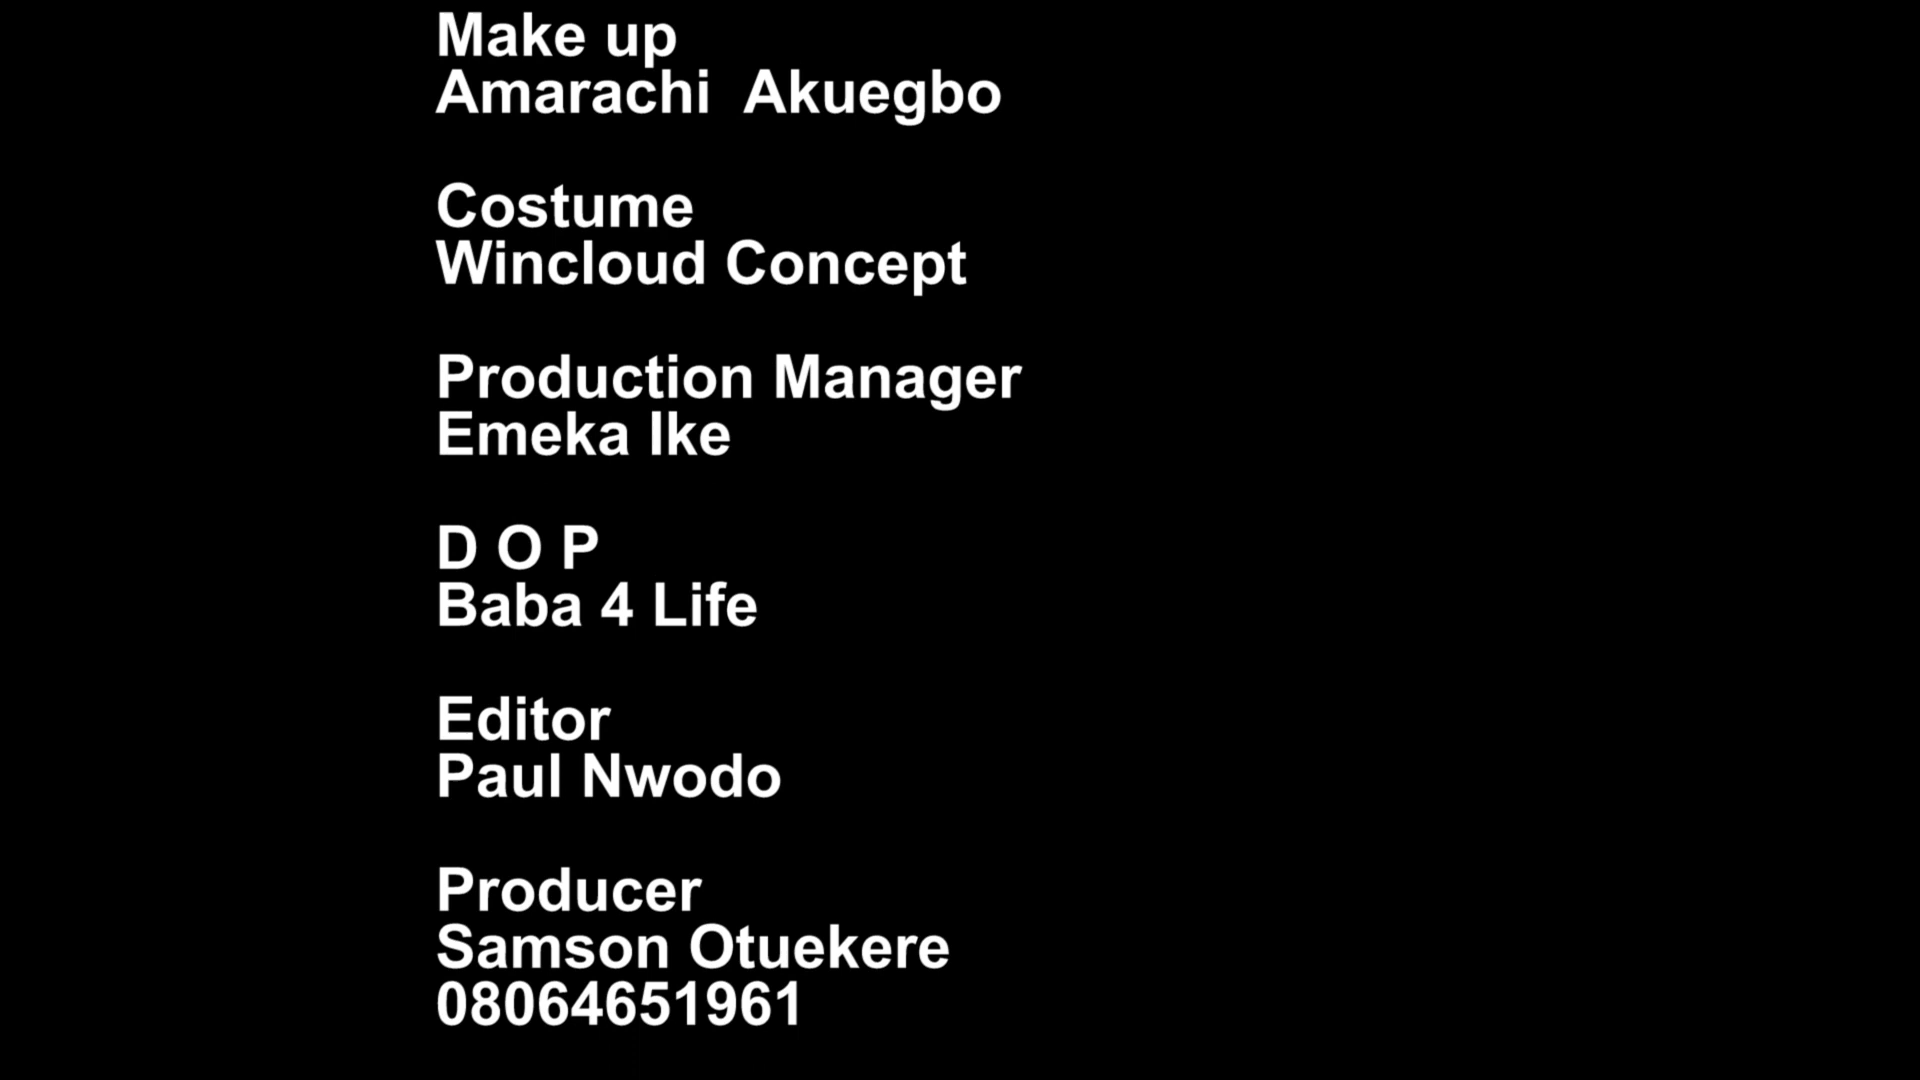 Make up
Amarachi  Akuegbo
Costume
Wincloud Concept
Production Manager
Emeka Ike
D O P
Baba 4 Life
Editor
Paul Nwodo
Producer
Samson Otuekere
08064651961